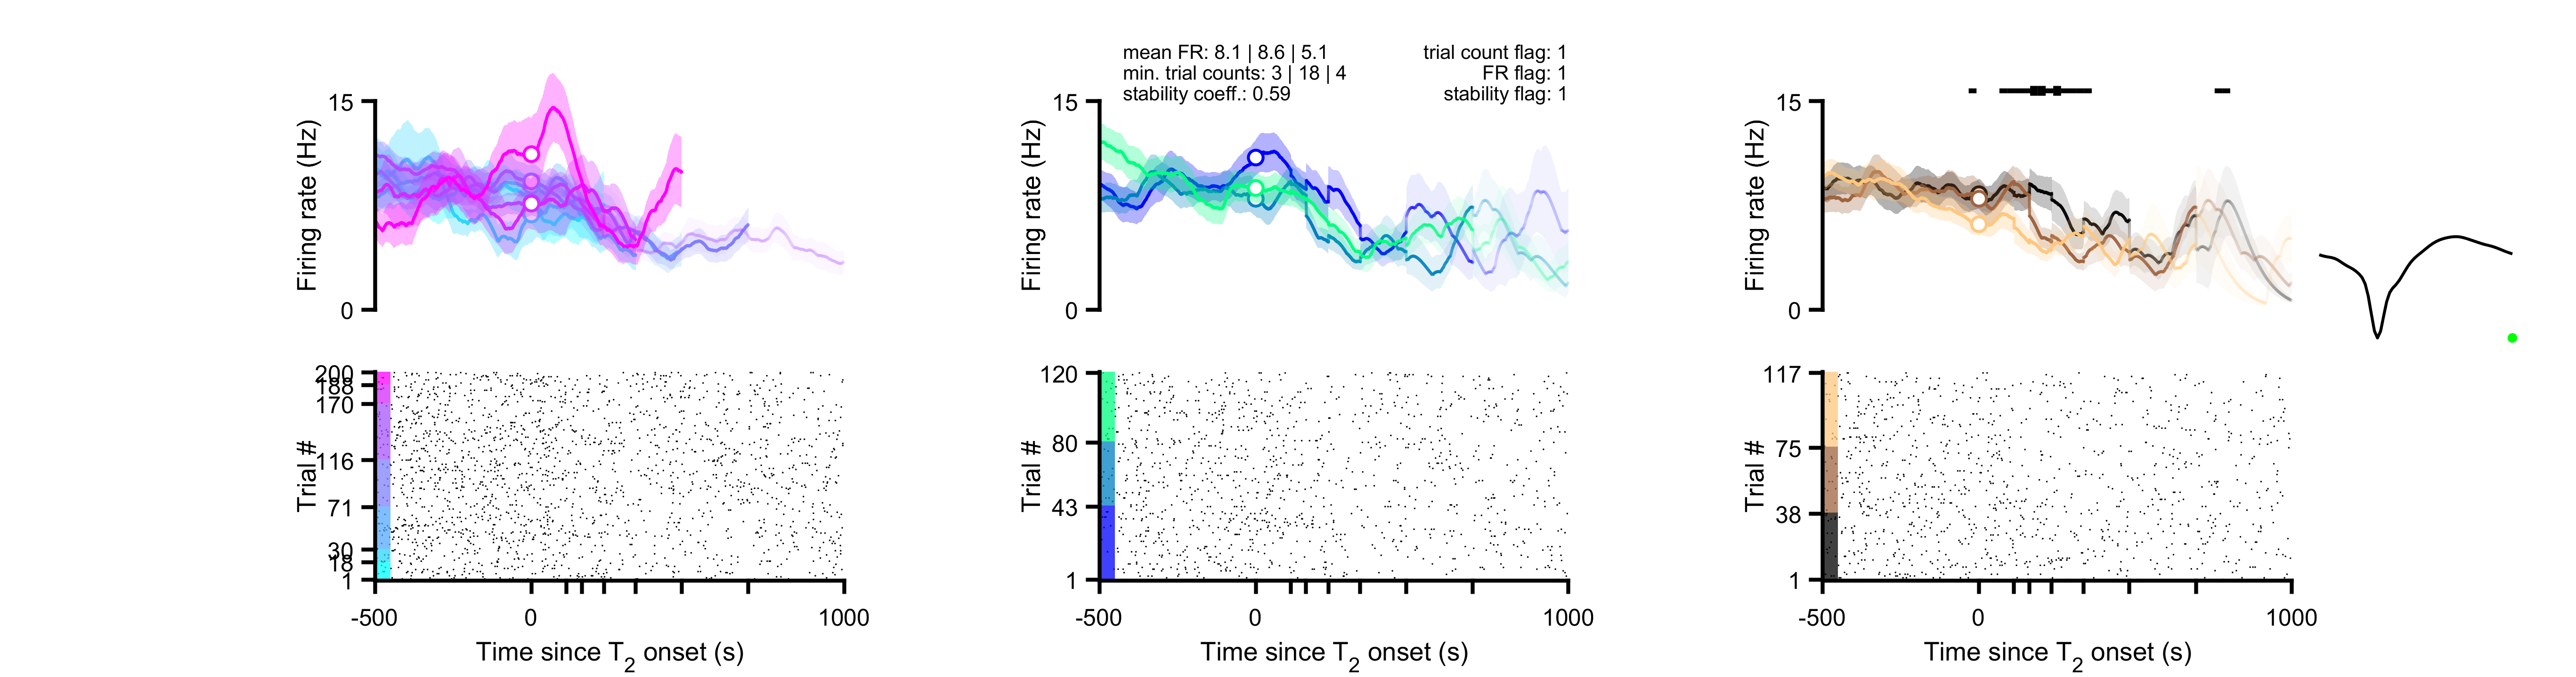 mean FR: 8.1 | 8.6 | 5.1
min. trial counts: 3 | 18 | 4
stability coeff.: 0.59
trial count flag: 1
FR flag: 1
stability flag: 1
15
Firing rate (Hz)
0
15
Firing rate (Hz)
0
15
Firing rate (Hz)
0
200
188
170
116
71
30
18
1
Trial #
-500
0
1000
Time since T2 onset (s)
120
80
43
1
Trial #
-500
0
1000
Time since T2 onset (s)
117
75
38
1
Trial #
-500
0
1000
Time since T2 onset (s)